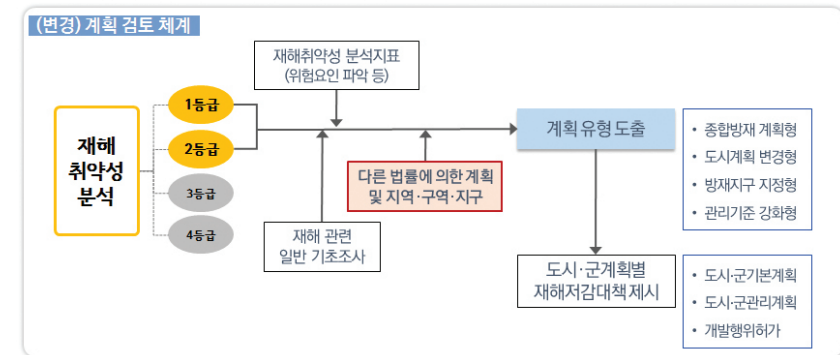 (변경) 계획 검토 체계
재해취약성 분석지표
(위험요인 파악 등)
재해
취약성
분석
1등급
2등급
3등급
4등급
다른 법률에 의한 계획
및 지역·구역·지구
재해 관련
일반 기초조사
계획 유형 도출
• 종합방재 계획형
• 도시계획 변경형
• 방재지구 지정형
• 관리기준 강화형
도시·군계획별
재해저감대책 제시
• 도시·군기본계획
• 도시·군관리계획
• 개발행위허가